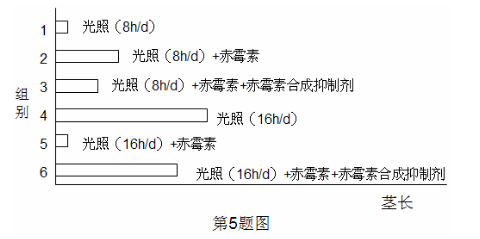 1 光照（8h/d）
2 光照（8h/d）+赤霉素
3 光照（8h/d）+赤霉素+赤霉素合成抑制剂
组别
4 光照（16h/d）
5 光照（16h/d）+赤霉素
6 光照（16h/d）+赤霉素+赤霉素合成抑制剂
茎长
第5题图